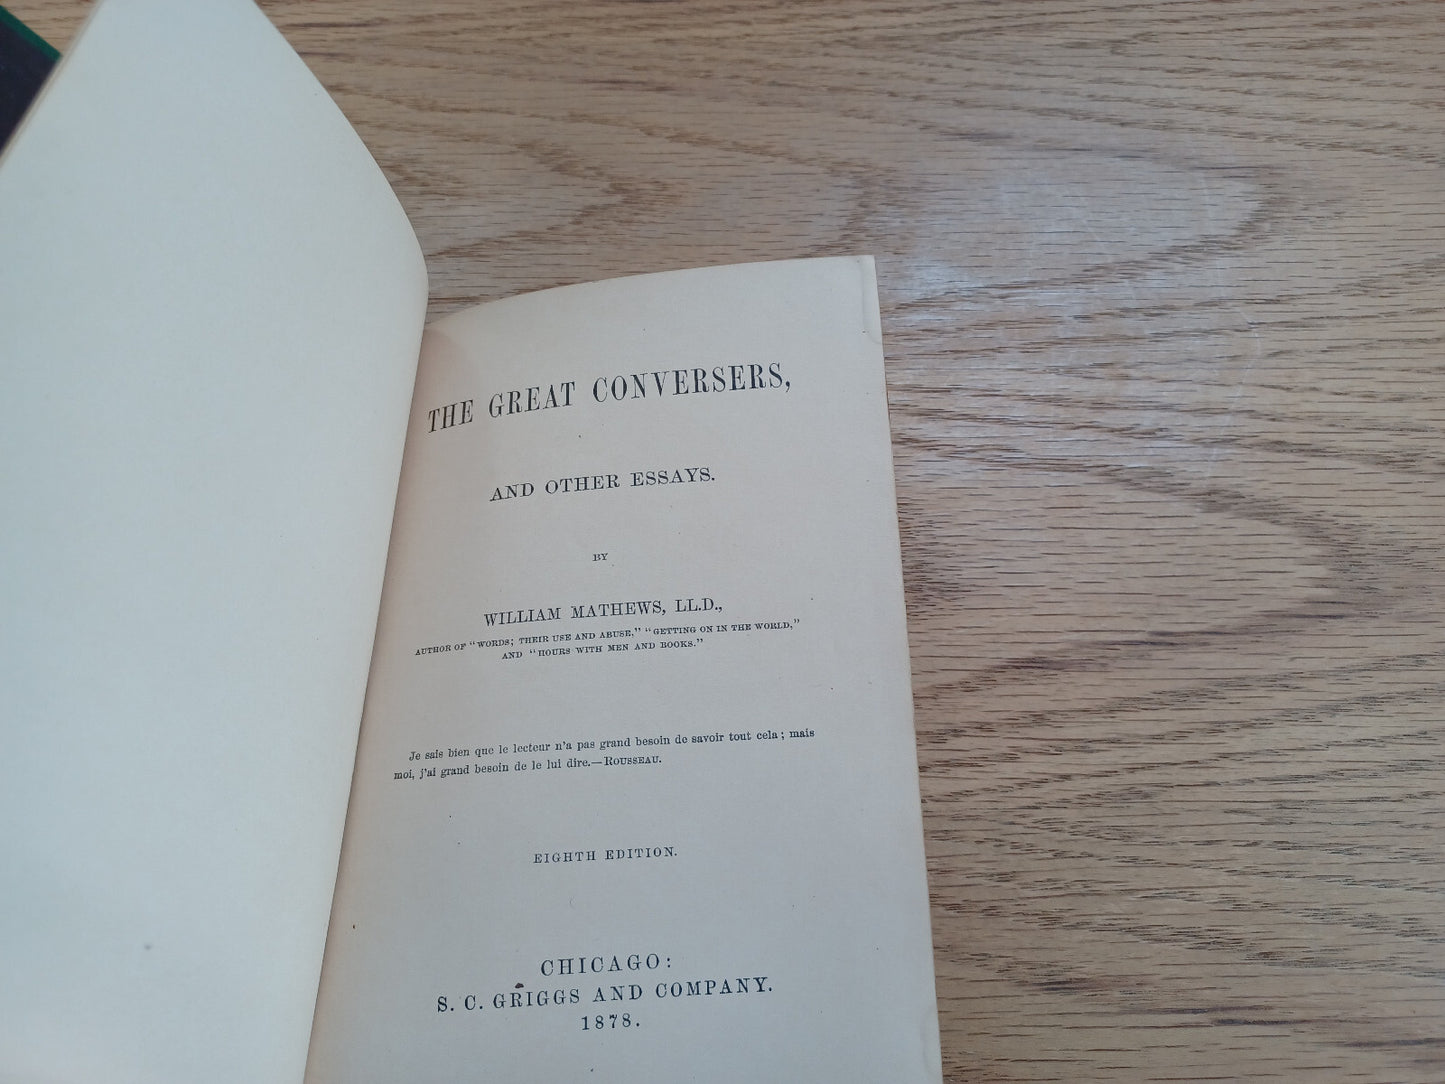 THE GREAT CONVERSERS,
AND OTHER ESSAYS.
BY
WILLIAM MATHEWS, LL.D.,
AUTHOR OF "WORDS; THEIR USE AND ABUSE," "GETTING ON IN THE WORLD,"
AND "HOURS WITH MEN AND BOOKS."
Je sais bien que le lecteur n'a pas grand besoin de savoir tout cela; mais
moi, j'ai grand besoin de le lui dire.—ROUSSEAU.
EIGHTH EDITION.
CHICAGO:
S. C. GRIGGS AND COMPANY.
1878.